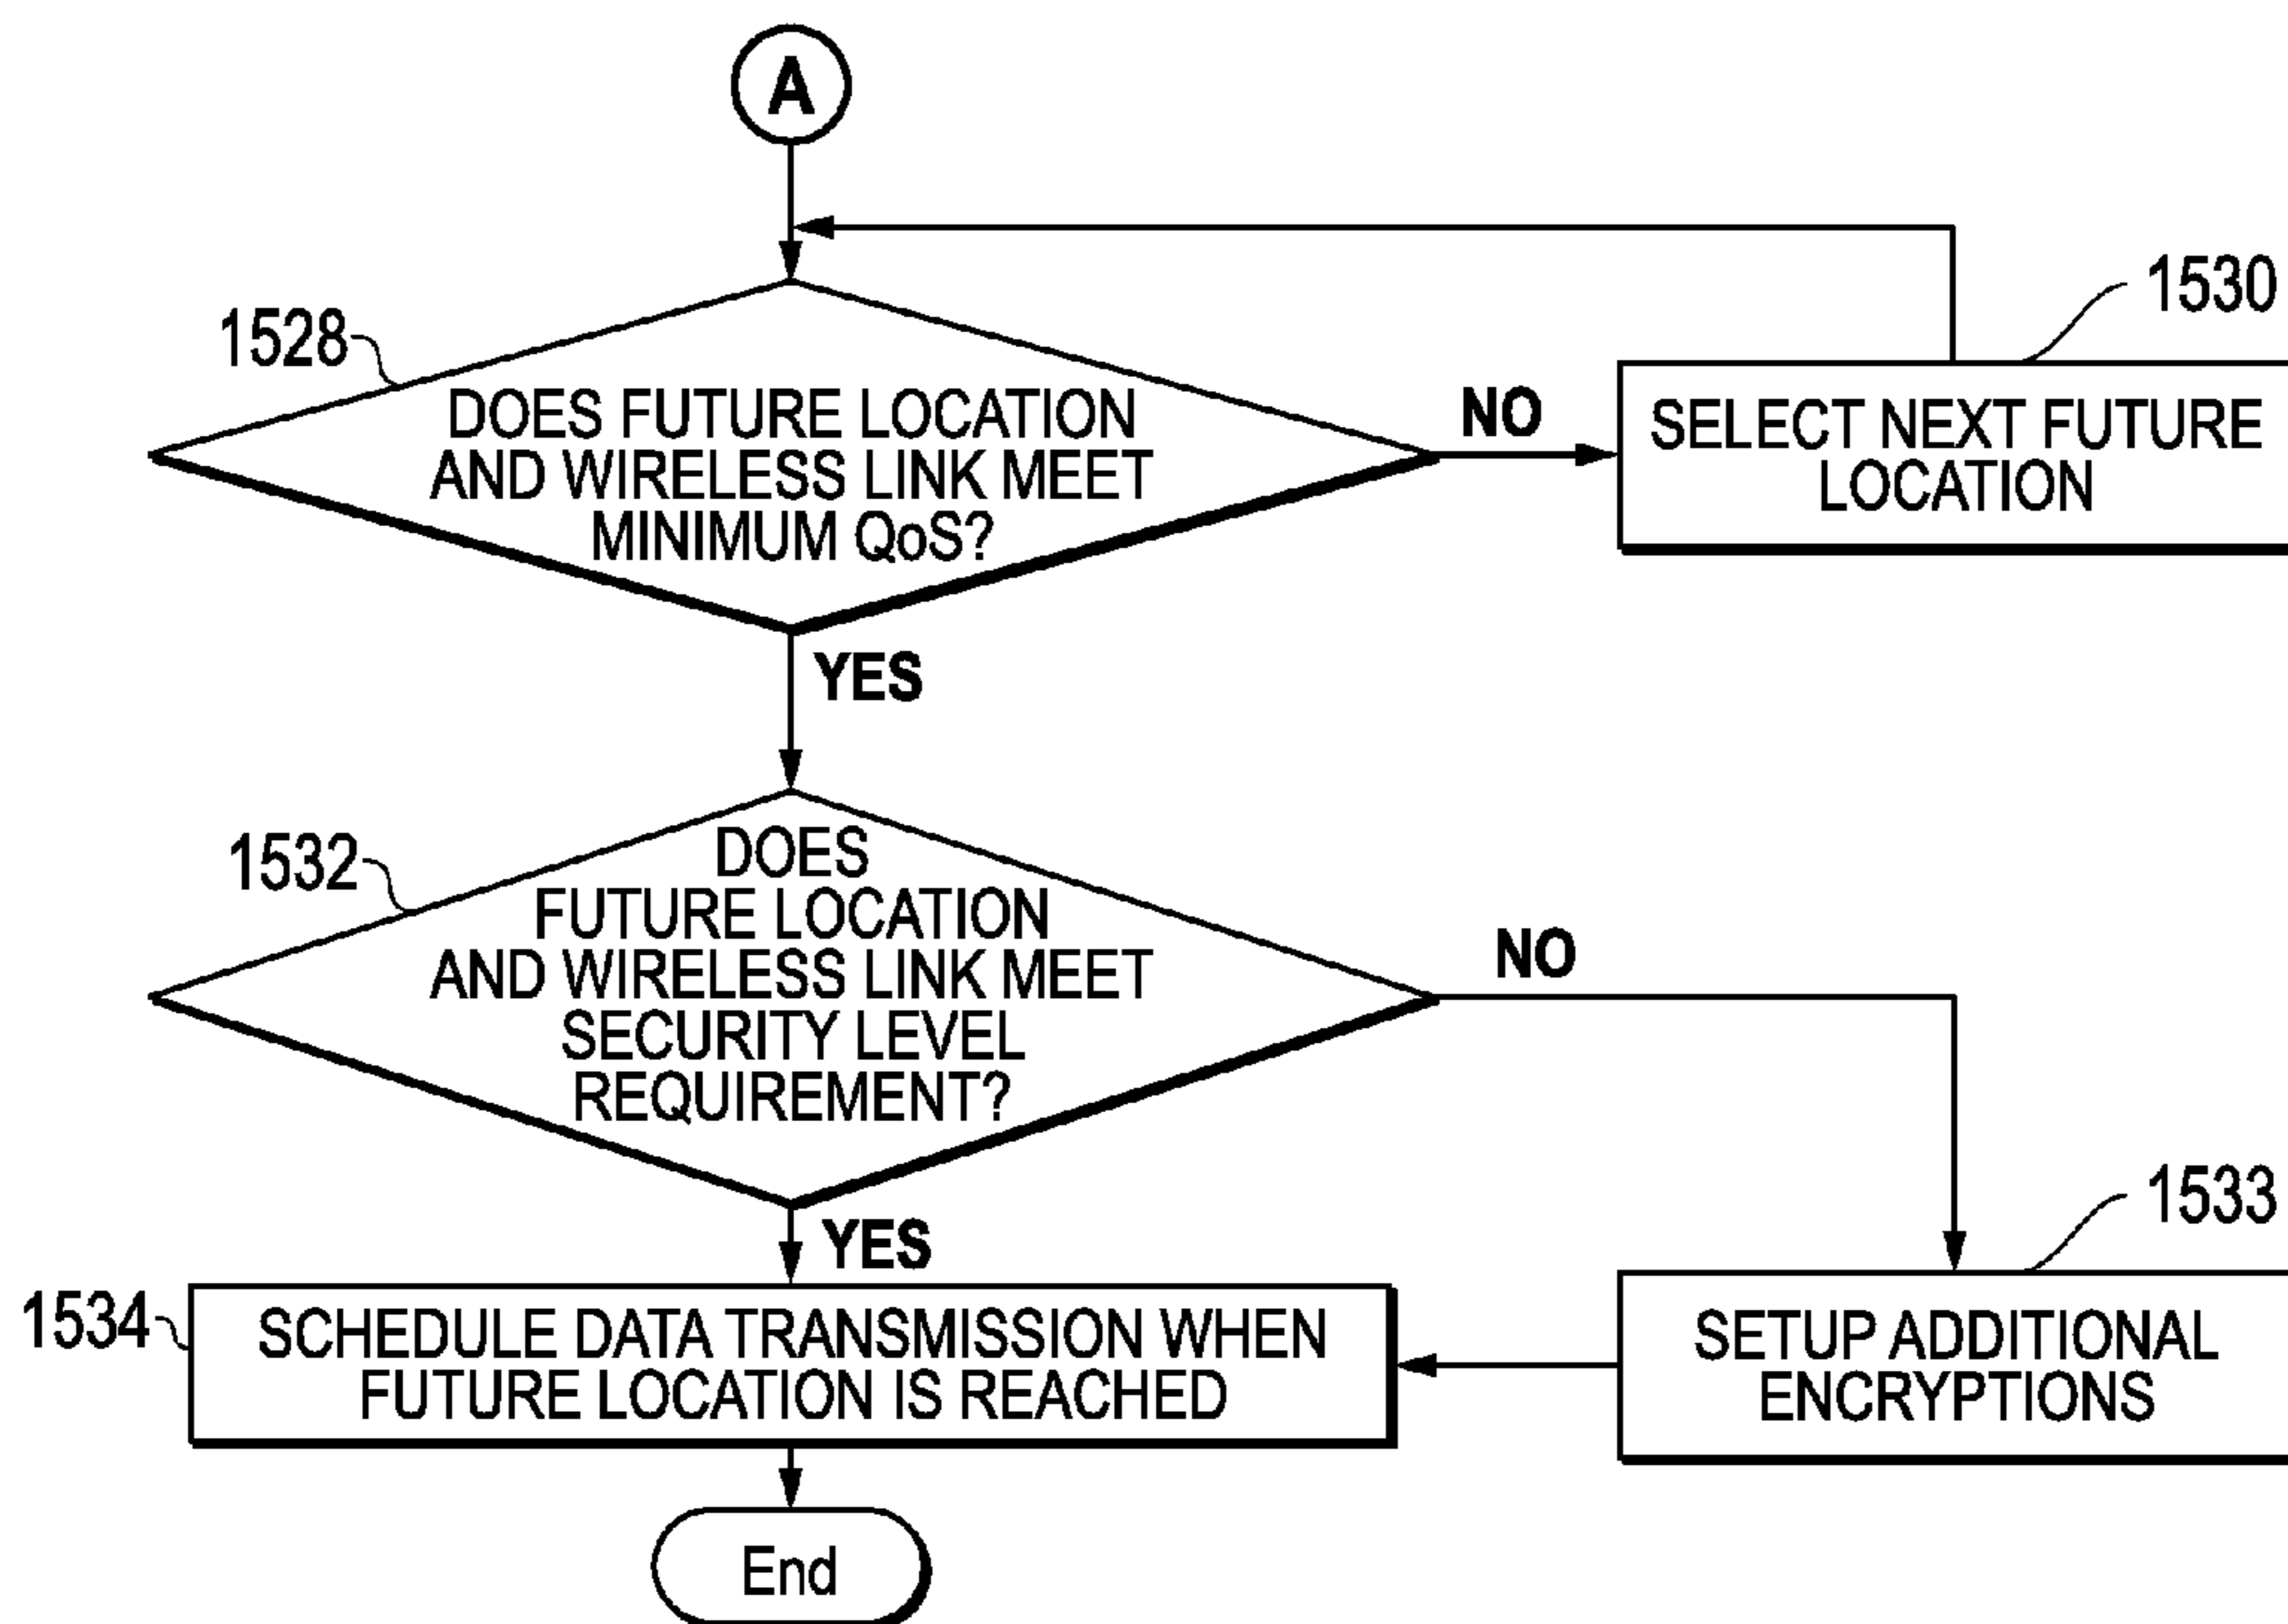 A
1528
DOES FUTURE LOCATION
AND WIRELESS LINK MEET
MINIMUM QoS?
NO
1530
SELECT NEXT FUTURE
LOCATION
YES
1532
DOES
FUTURE LOCATION
AND WIRELESS LINK MEET
SECURITY LEVEL
REQUIREMENT?
NO
1533
SETUP ADDITIONAL
ENCRYPTIONS
YES
1534
SCHEDULE DATA TRANSMISSION WHEN
FUTURE LOCATION IS REACHED
End